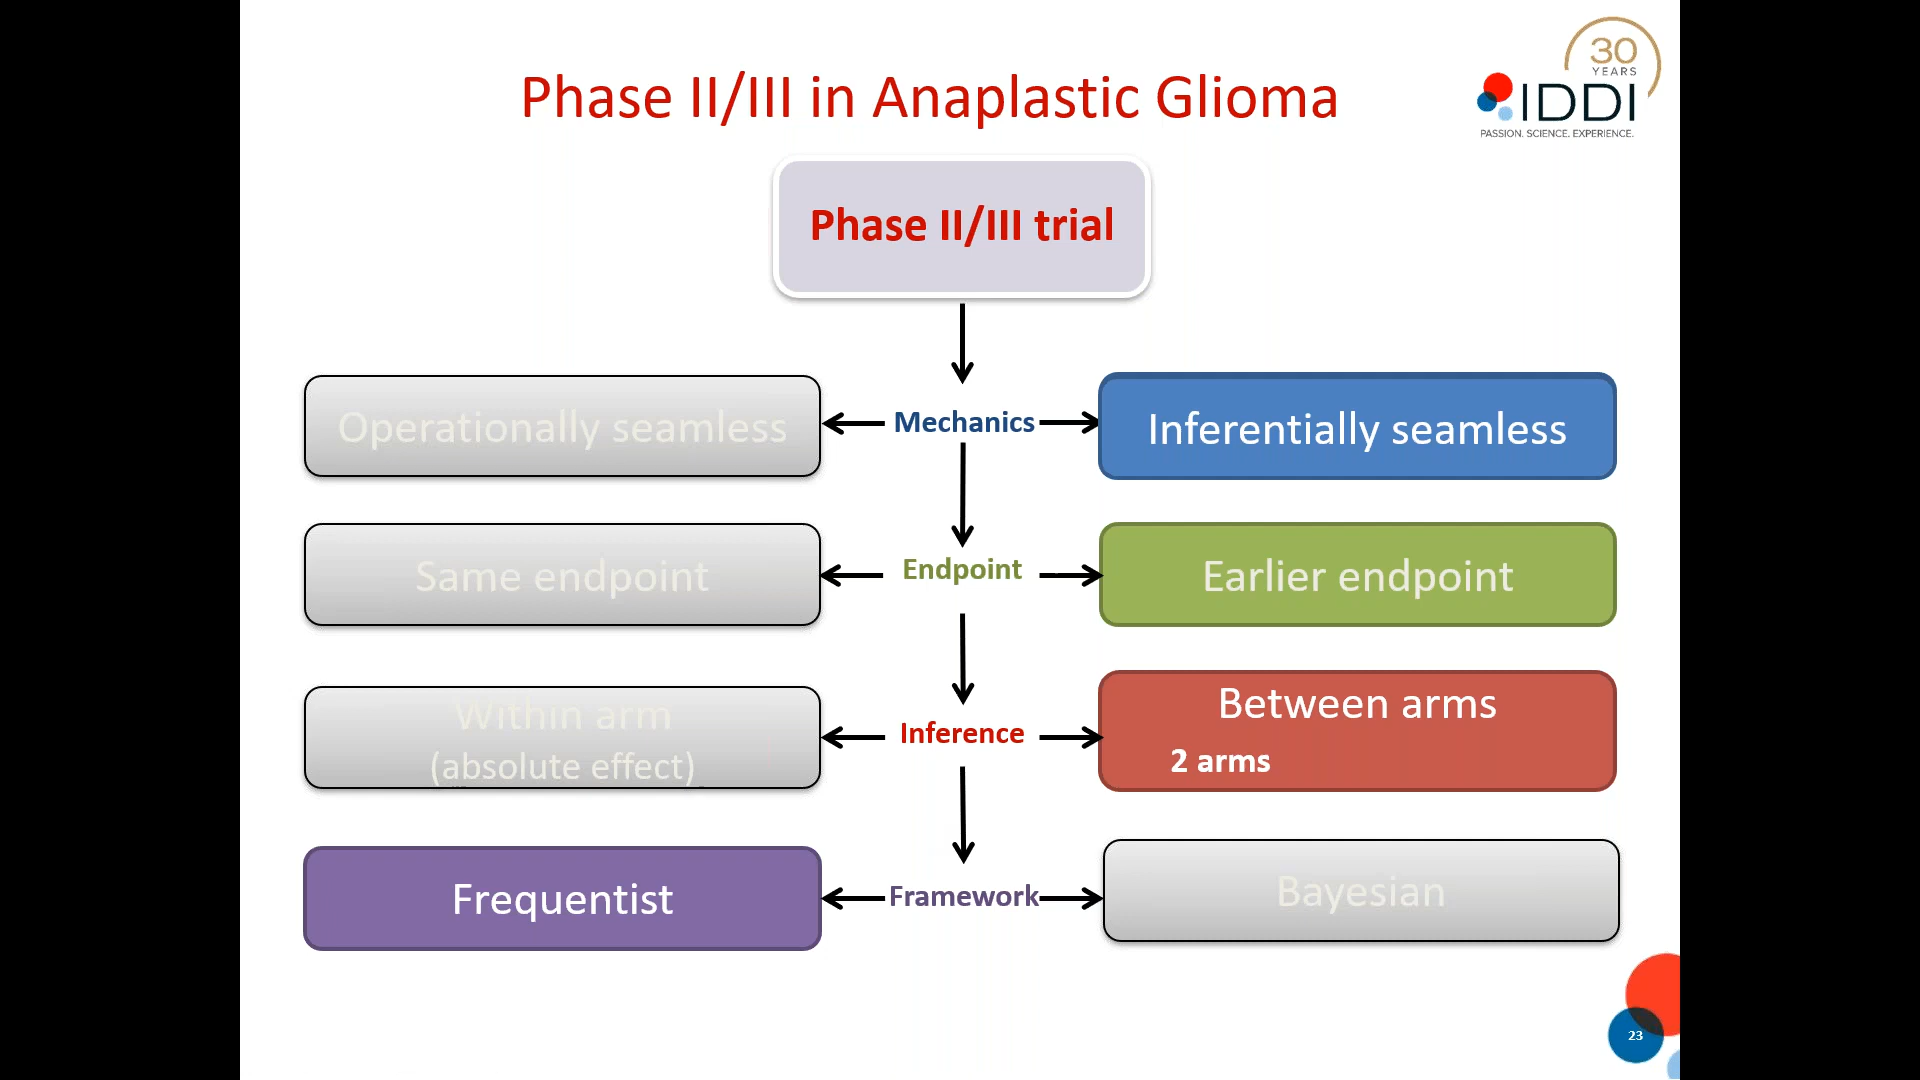 30
YEARS
IDDI
PASSION. SCIENCE. EXPERIENCE.
Phase II/III in Anaplastic Glioma
Phase II/III trial
Operationally seamless
Mechanics
Inferentially seamless
Same endpoint
Endpoint
Earlier endpoint
Within arm
(absolute effect)
Inference
Between arms
2 arms
Frequentist
Framework
Bayesian
23